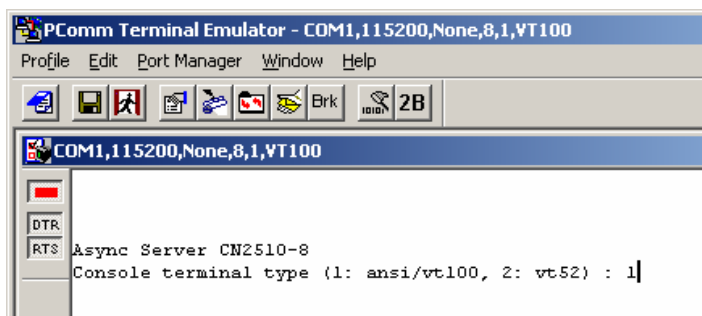 PComm Terminal Emulator - COM1,115200,None,8,1,VT100
Profile Edit Port Manager Window Help
Brk 2B
COM1,115200,None,8,1,VT100
DTR
RTS
Async Server CN2510-8
Console terminal type (1: ansi/vt100, 2: vt52) : 1